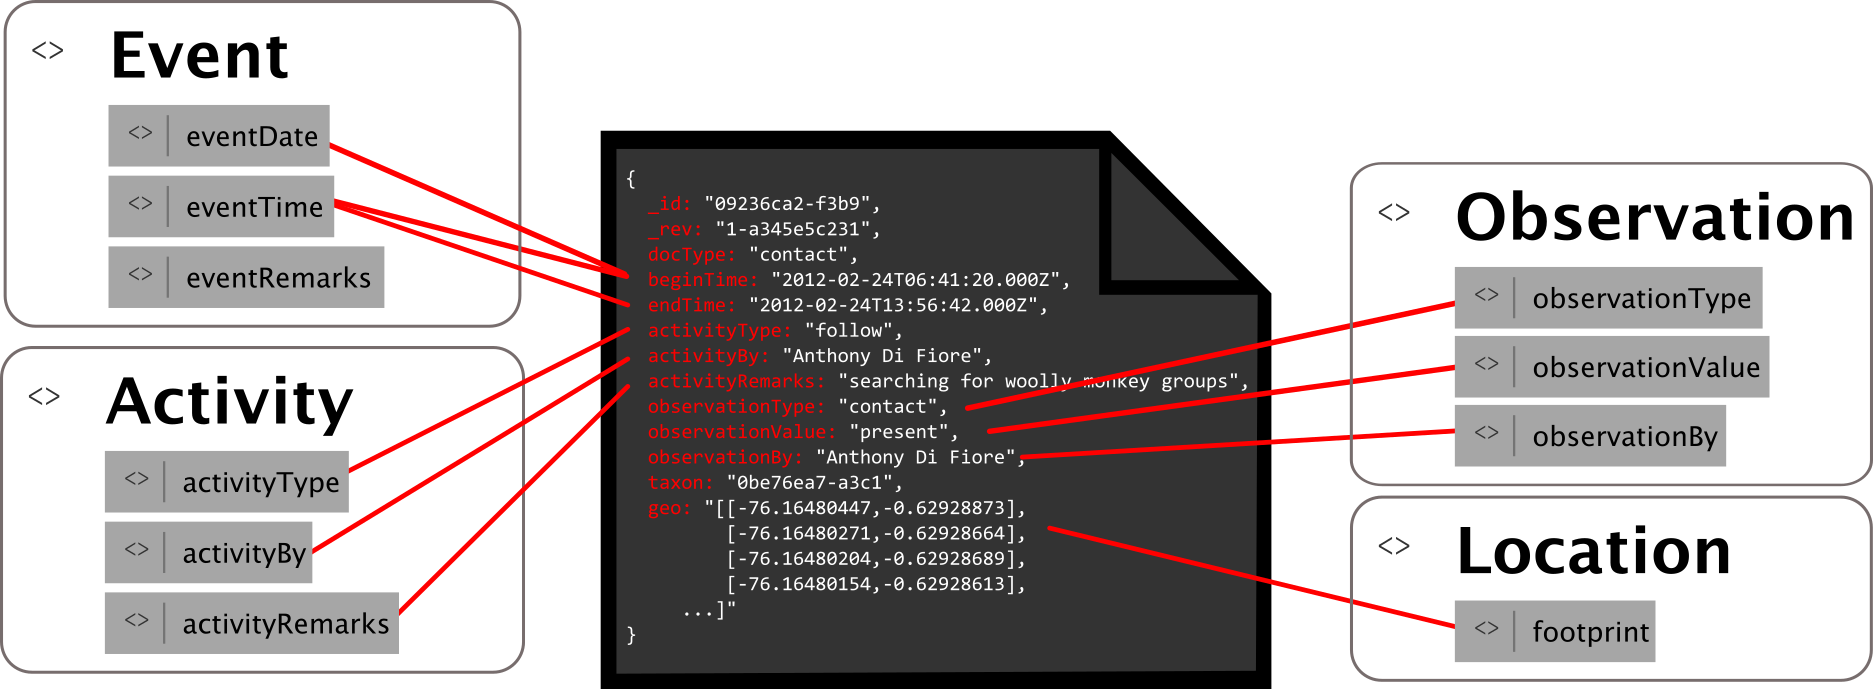 <> Event
<> eventDate
<> eventTime
<> eventRemarks
<> Activity
<> activityType
<> activityBy
<> activityRemarks
{
_id: "09236ca2-f3b9",
_rev: "1-a345e5c231",
docType: "contact",
beginTime: "2012-02-24T06:41:20.000Z",
endTime: "2012-02-24T13:56:42.000Z",
activityType: "follow",
activityBy: "Anthony Di Fiore",
activityRemarks: "searching for woolly monkey groups",
observationType: "contact",
observationValue: "present",
observationBy: "Anthony Di Fiore",
taxon: "0be76ea7-a3c1",
geo: "[[-76.16480447,-0.62928873],
[-76.16480271,-0.62928664],
[-76.16480204,-0.62928689],
[-76.16480154,-0.62928613],
...]"
}
<> Observation
<> observationType
<> observationValue
<> observationBy
<> Location
<> footprint